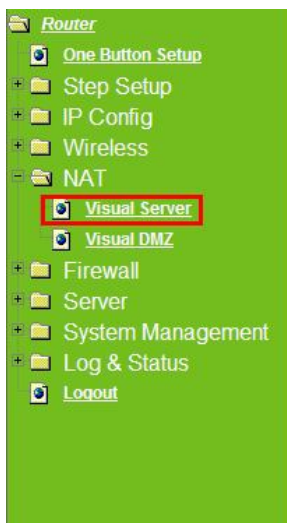 Router
One Button Setup
Step Setup
IP Config
Wireless
NAT
Visual Server
Visual DMZ
Firewall
Server
System Management
Log & Status
Logout